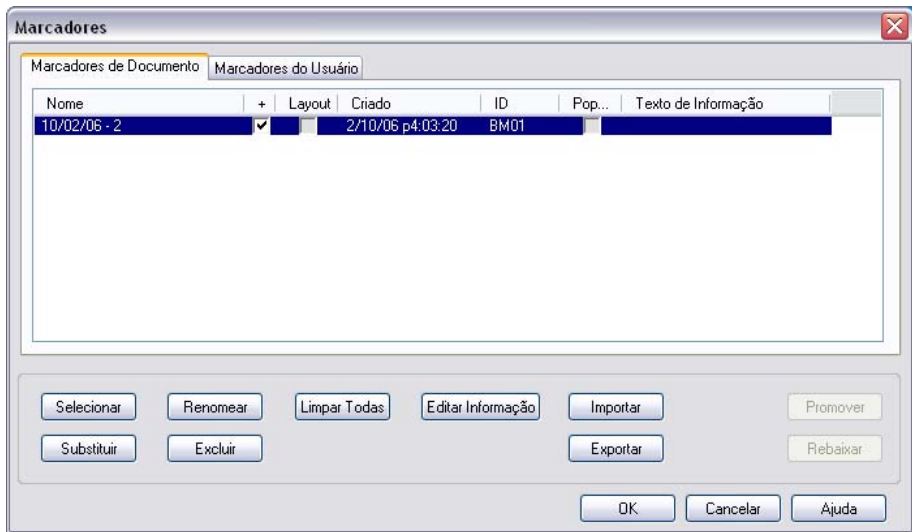 Marcadores
Marcadores de Documento Marcadores do Usuário
Nome + Layout Criado ID Pop... Texto de Informação
10/02/06 - 2 2/10/06 p4:03:20 BM01
Selecionar Renomear Limpar Todas Editar Informação Importar Promover
Substituir Excluir Exportar Rebaixar
OK Cancelar Ajuda